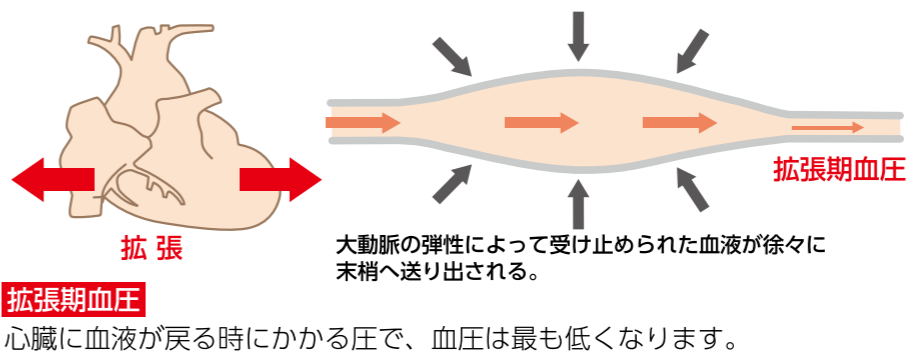 拡張期血圧
拡 張
大動脈の弾性によって受け止められた血液が徐々に
末梢へ送り出される。
拡張期血圧
心臓に血液が戻る時にかかる圧で、血圧は最も低くなります。